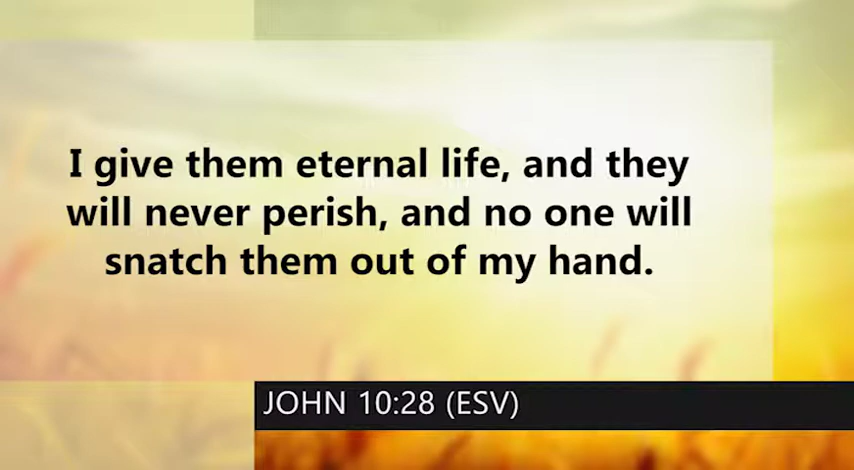 I give them eternal life, and they
will never perish, and no one will
snatch them out of my hand.
JOHN 10:28 (ESV)